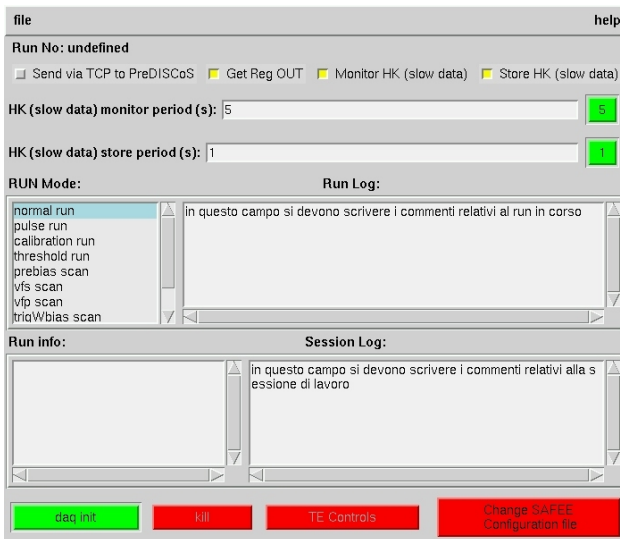 file help
Run No: undefined
Send via TCP to PreDISCoS Get Reg OUT Monitor HK (slow data) Store HK (slow data)
HK (slow data) monitor period (s): 5 5
HK (slow data) store period (s): 1 1
RUN Mode: Run Log:
normal run
pulse run
calibration run
threshold run
prebias scan
vfs scan
vfp scan
trigWbias scan
in questo campo si devono scrivere i commenti relativi al run in corso
Run info: Session Log:
in questo campo si devono scrivere i commenti relativi alla s
essione di lavoro
daq init kill TE Controls Change SAFEE
Configuration file